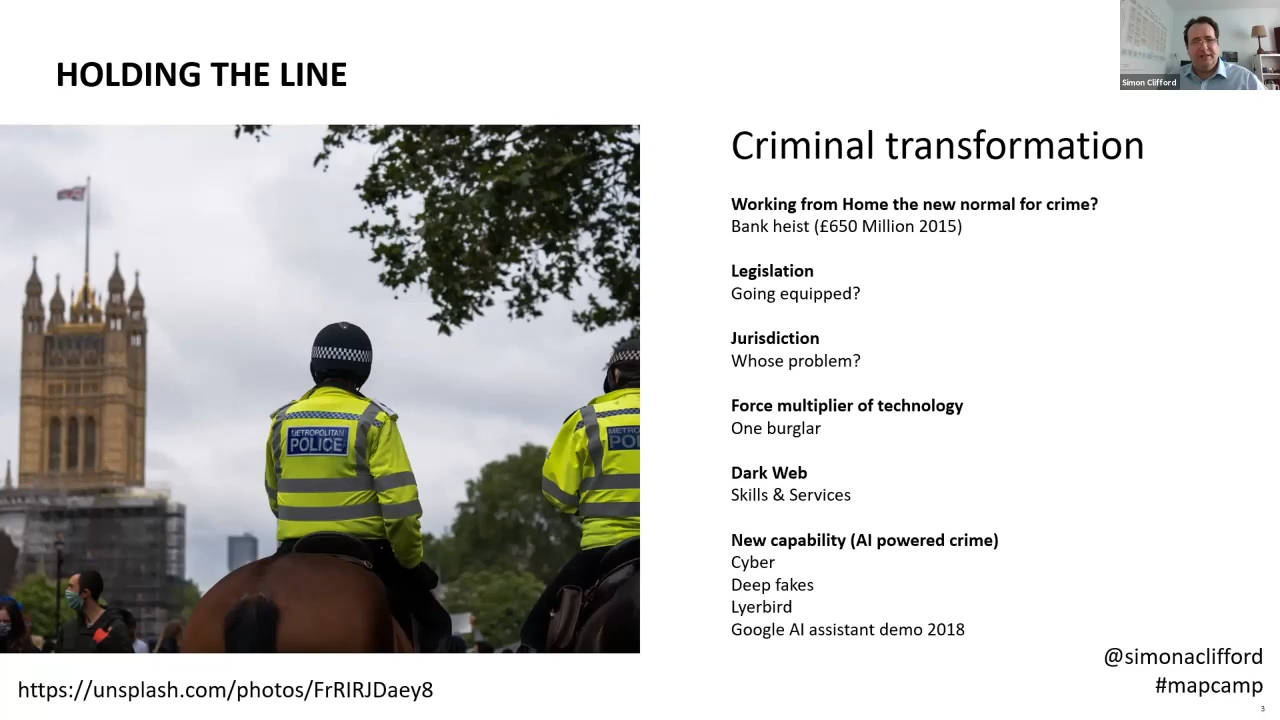 HOLDING THE LINE
Simon Clifford
Criminal transformation
Working from Home the new normal for crime?
Bank heist (£650 Million 2015)
Legislation
Going equipped?
Jurisdiction
Whose problem?
Force multiplier of technology
One burglar
Dark Web
Skills & Services
New capability (AI powered crime)
Cyber
Deep fakes
Lyerbird
Google AI assistant demo 2018
METROPOLITAN
POLICE
METRO
POL
https://unsplash.com/photos/FrRIRJDaey8
@simonaclifford
#mapcamp
3